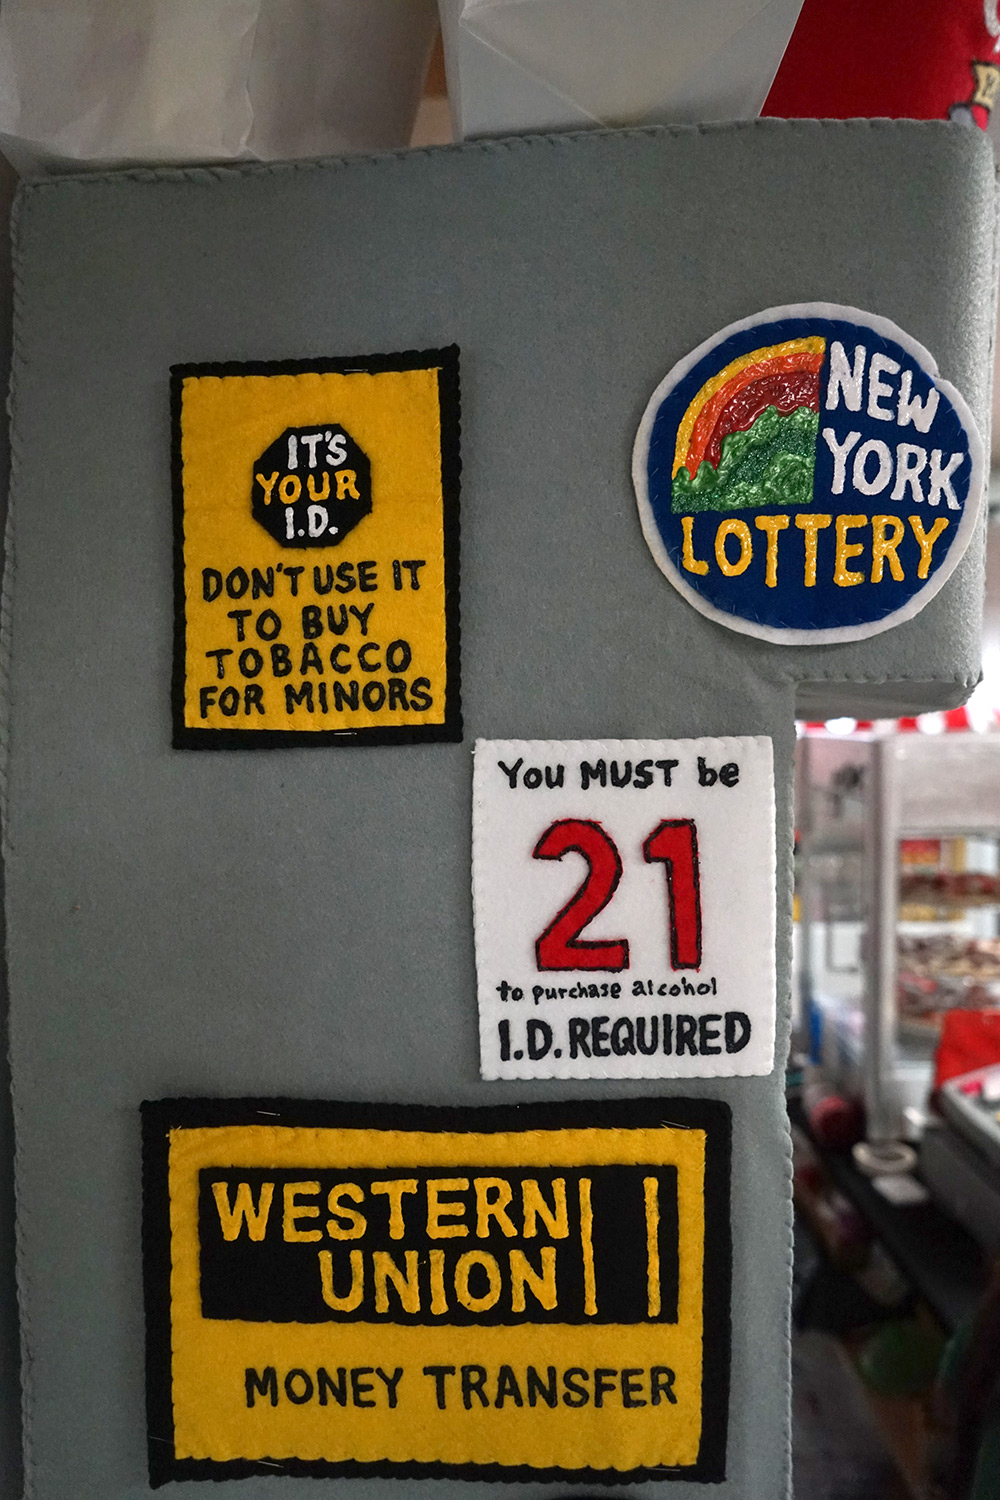 IT'S
YOUR
I.D.
DON'T USE IT
TO BUY
TOBACCO
FOR MINORS
NEW
YORK
LOTTERY
You MUST be
21
to purchase alcohol
I.D. REQUIRED
WESTERN
UNION
MONEY TRANSFER